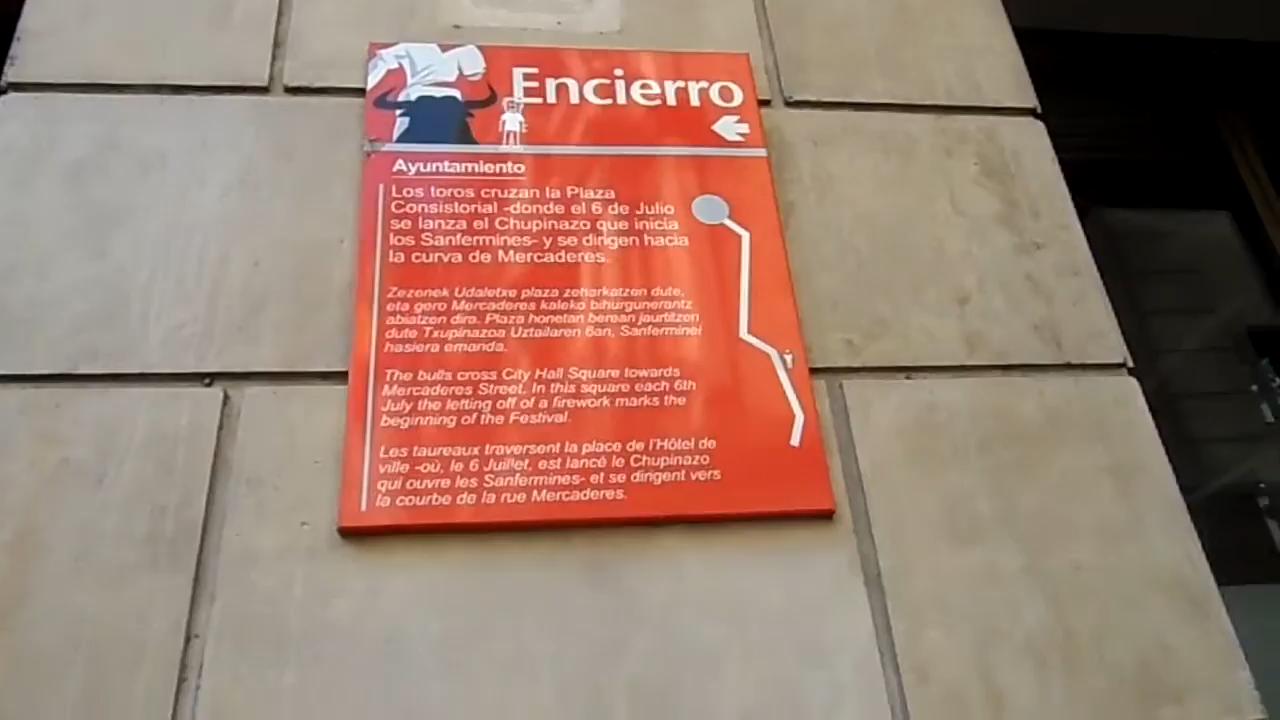 Encierro
Ayuntamiento
Los toros cruzan la Plaza
Consistorial -donde el 6 de Julio
se lanza el Chupinazo que inicia
los Sanfermines- y se dirigen hacia
la curva de Mercaderes.
Zezenek Udaletxe plaza zeharkatzen dute,
eta gero Mercaderes kaleko bihurgunerantz
abiatzen dira. Plaza honetan berean jaurtitzen
dute Txupinazoa Uztailaren 6an, Sanferminei
hasiera emanda.
The bulls cross City Hall Square towards
Mercaderes Street. In this square each 6th
July the letting off of a firework marks the
beginning of the Festival.
Les taureaux traversent la place de l'Hôtel de
ville -où, le 6 Juillet, est lancé le Chupinazo
qui ouvre les Sanfermines- et se dirigent vers
la courbe de la rue Mercaderes.